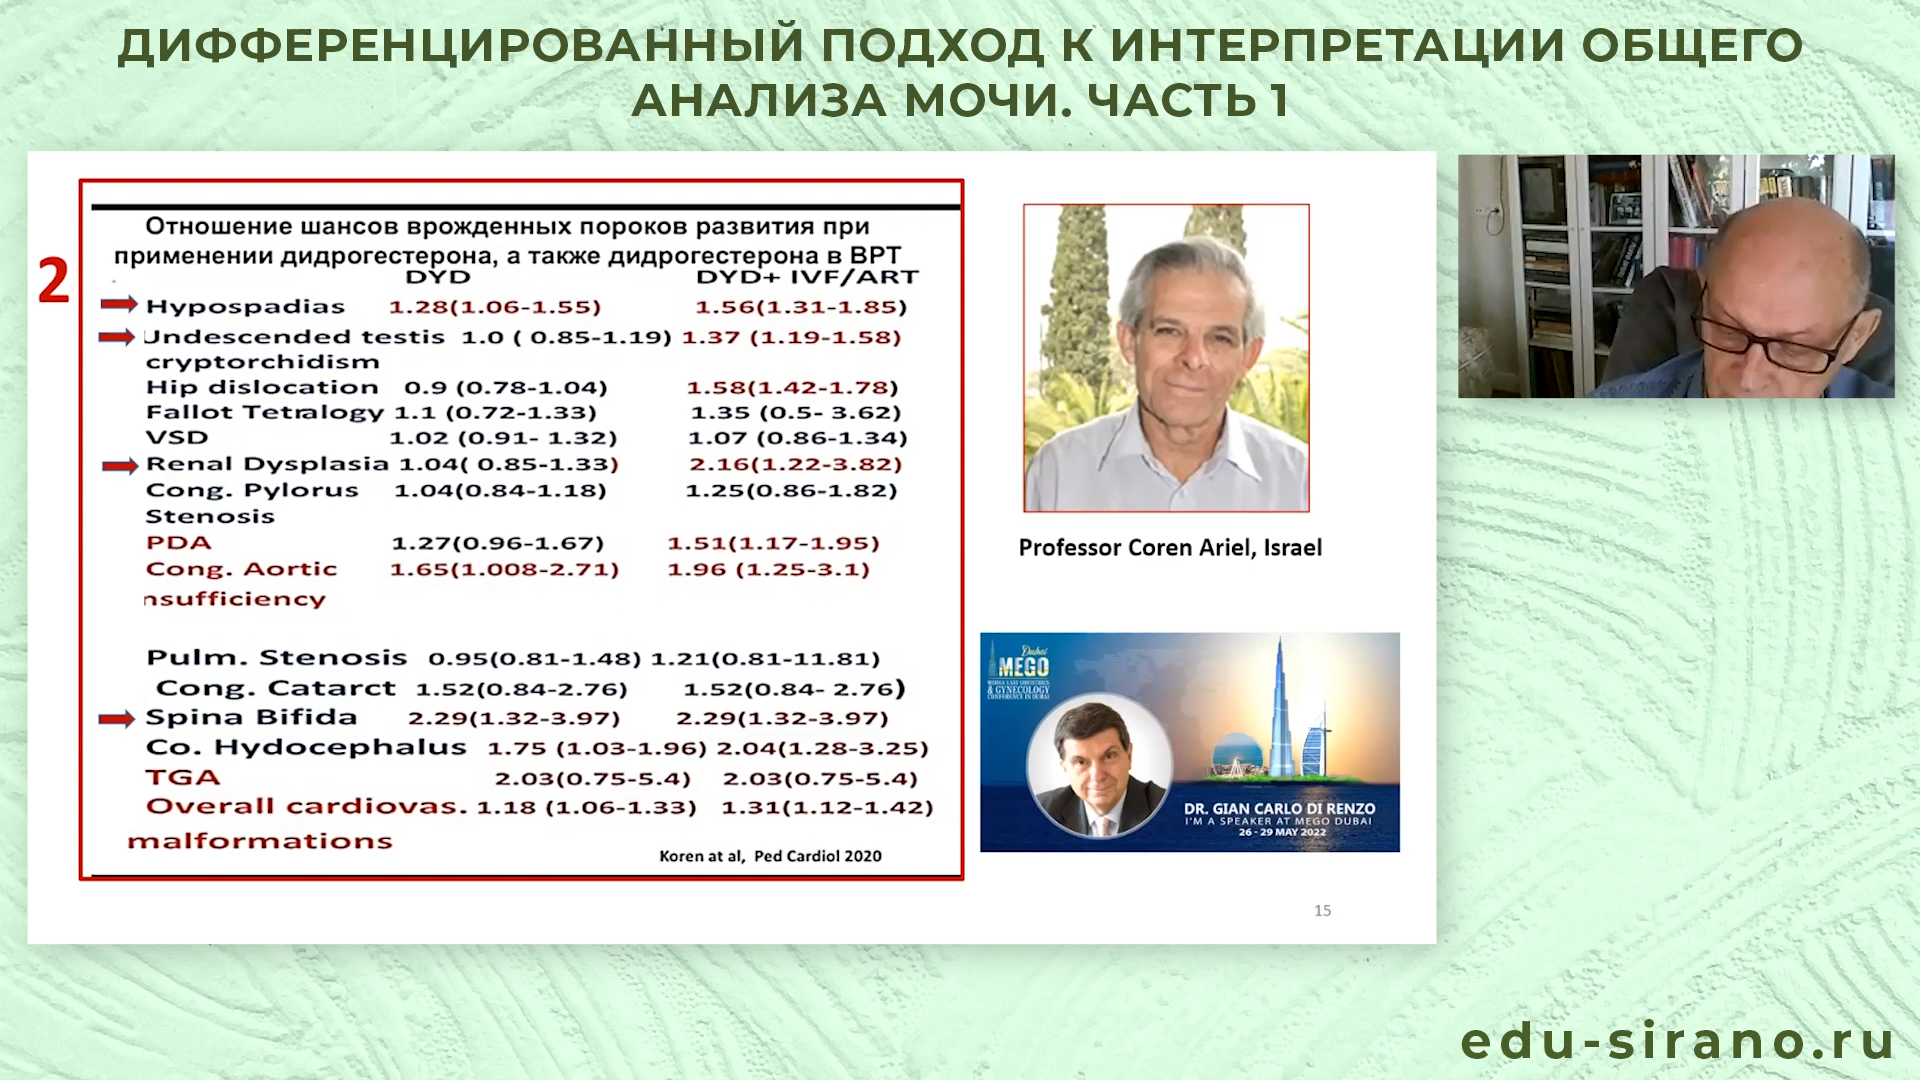 ДИФФЕРЕНЦИРОВАННЫЙ ПОДХОД К ИНТЕРПРЕТАЦИИ ОБЩЕГО
АНАЛИЗА МОЧИ. ЧАСТЬ 1
2
Отношение шансов врожденных пороков развития при
применении дидрогестерона, а также дидрогестерона в ВРТ
DYD DYD+ IVF/ART
Hypospadias 1.28(1.06-1.55) 1.56(1.31-1.85)
Undescended testis 1.0 ( 0.85-1.19) 1.37 (1.19-1.58)
cryptorchidism
Hip dislocation 0.9 (0.78-1.04) 1.58(1.42-1.78)
Fallot Tetralogy 1.1 (0.72-1.33) 1.35 (0.5- 3.62)
VSD 1.02 (0.91- 1.32) 1.07 (0.86-1.34)
Renal Dysplasia 1.04( 0.85-1.33) 2.16(1.22-3.82)
Cong. Pylorus 1.04(0.84-1.18) 1.25(0.86-1.82)
Stenosis
PDA 1.27(0.96-1.67) 1.51(1.17-1.95)
Cong. Aortic 1.65(1.008-2.71) 1.96 (1.25-3.1)
nsufficiency
Pulm. Stenosis 0.95(0.81-1.48) 1.21(0.81-11.81)
Cong. Catarct 1.52(0.84-2.76) 1.52(0.84- 2.76)
Spina Bifida 2.29(1.32-3.97) 2.29(1.32-3.97)
Co. Hydocephalus 1.75 (1.03-1.96) 2.04(1.28-3.25)
TGA 2.03(0.75-5.4) 2.03(0.75-5.4)
Overall cardiovas. 1.18 (1.06-1.33) 1.31(1.12-1.42)
malformations
Koren at al, Ped Cardiol 2020
Professor Coren Ariel, Israel
Dubai
MEGO
MIDDLE EAST OBSTETRICS
& GYNECOLOGY
CONFERENCE IN DUBAI
DR. GIAN CARLO DI RENZO
I'M A SPEAKER AT MEGO DUBAI
26 - 29 MAY 2022
15
edu-sirano.ru